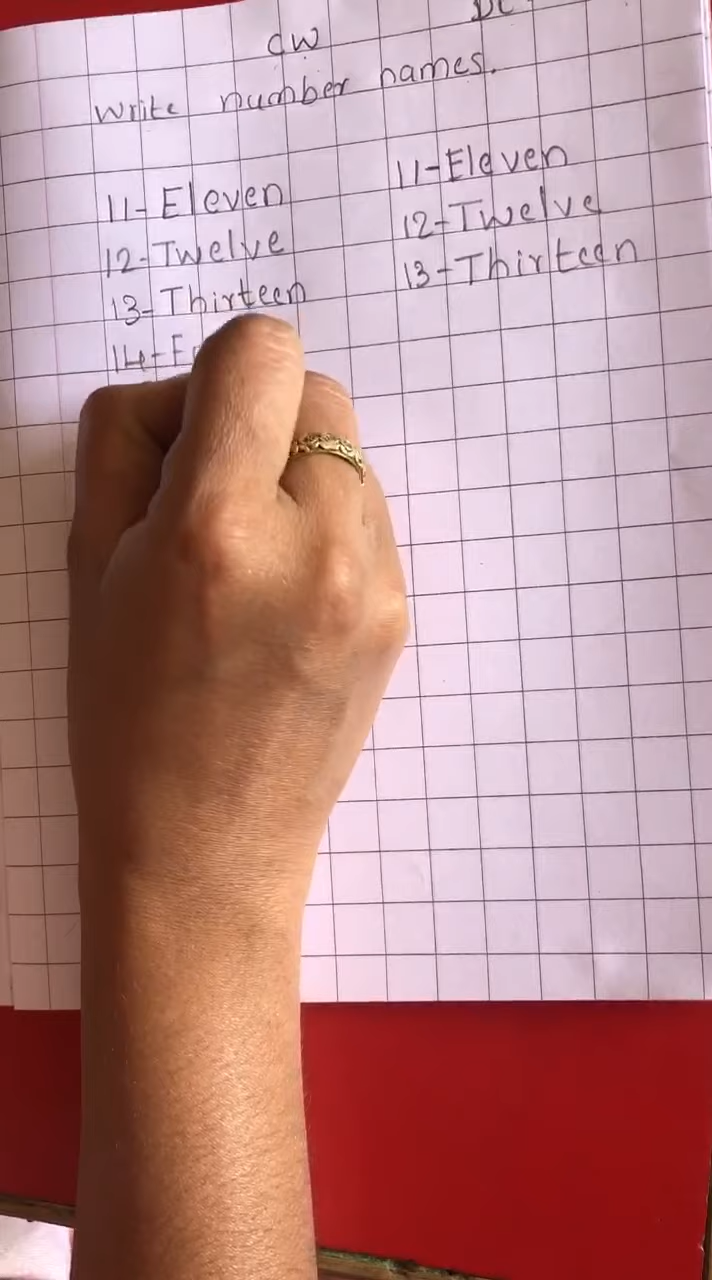 CW
Write number names.
11-Eleven
12-Twelve
13-Thirteen
11-Eleven
12-Twelve
13-Thirteen
14-